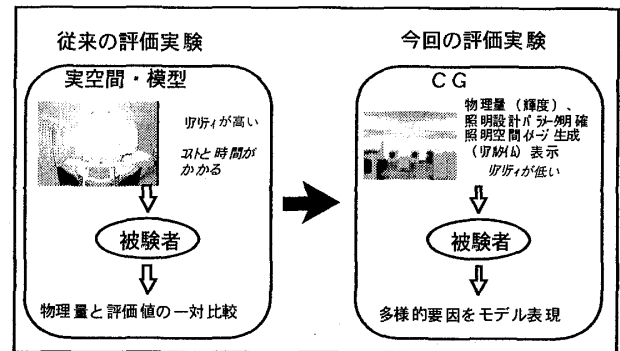 従来の評価実験
実空間・模型
リアリティが高い
コストと時間が
かかる
被験者
物理量と評価値の一対比較
今回の評価実験
CG
物理量（輝度）、
照明設計パラメータ明確
照明空間イメージ生成
（リアルタイム）表示
リアリティが低い
被験者
多様的要因をモデル表現